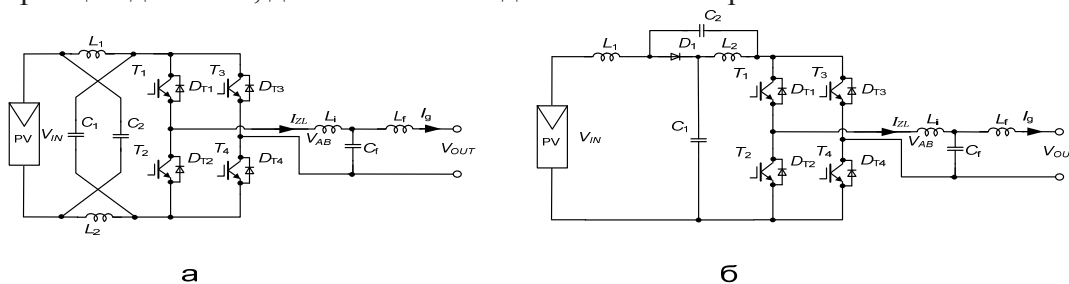 L1
T1
T3
DT1
DT3
PV
VIN
C1
C2
IZL
Li
Lf
Ig
VAB
Cf
VOUT
T2
T4
DT2
DT4
L2
а
C2
L1
D1
L2
T1
T3
DT1
DT3
PV
VIN
C1
IZL
Li
Lf
Ig
VAB
Cf
VOU
T2
T4
DT2
DT4
б